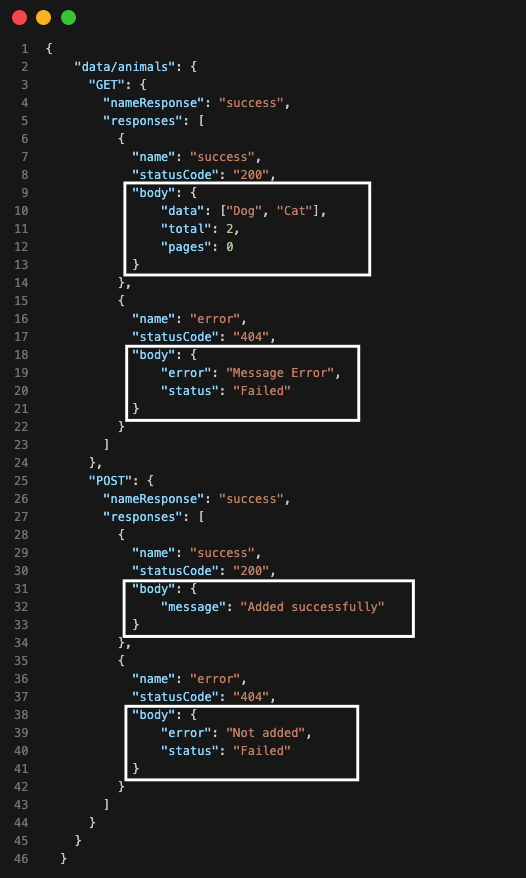 1 {
2 "data/animals": {
3 "GET": {
4 "nameResponse": "success",
5 "responses": [
6 {
7 "name": "success",
8 "statusCode": "200",
9 "body": {
10 "data": ["Dog", "Cat"],
11 "total": 2,
12 "pages": 0
13 }
14 },
15 {
16 "name": "error",
17 "statusCode": "404",
18 "body": {
19 "error": "Message Error",
20 "status": "Failed"
21 }
22 }
23 ]
24 },
25 "POST": {
26 "nameResponse": "success",
27 "responses": [
28 {
29 "name": "success",
30 "statusCode": "200",
31 "body": {
32 "message": "Added successfully"
33 }
34 },
35 {
36 "name": "error",
37 "statusCode": "404",
38 "body": {
39 "error": "Not added",
40 "status": "Failed"
41 }
42 }
43 ]
44 }
45 }
46 }